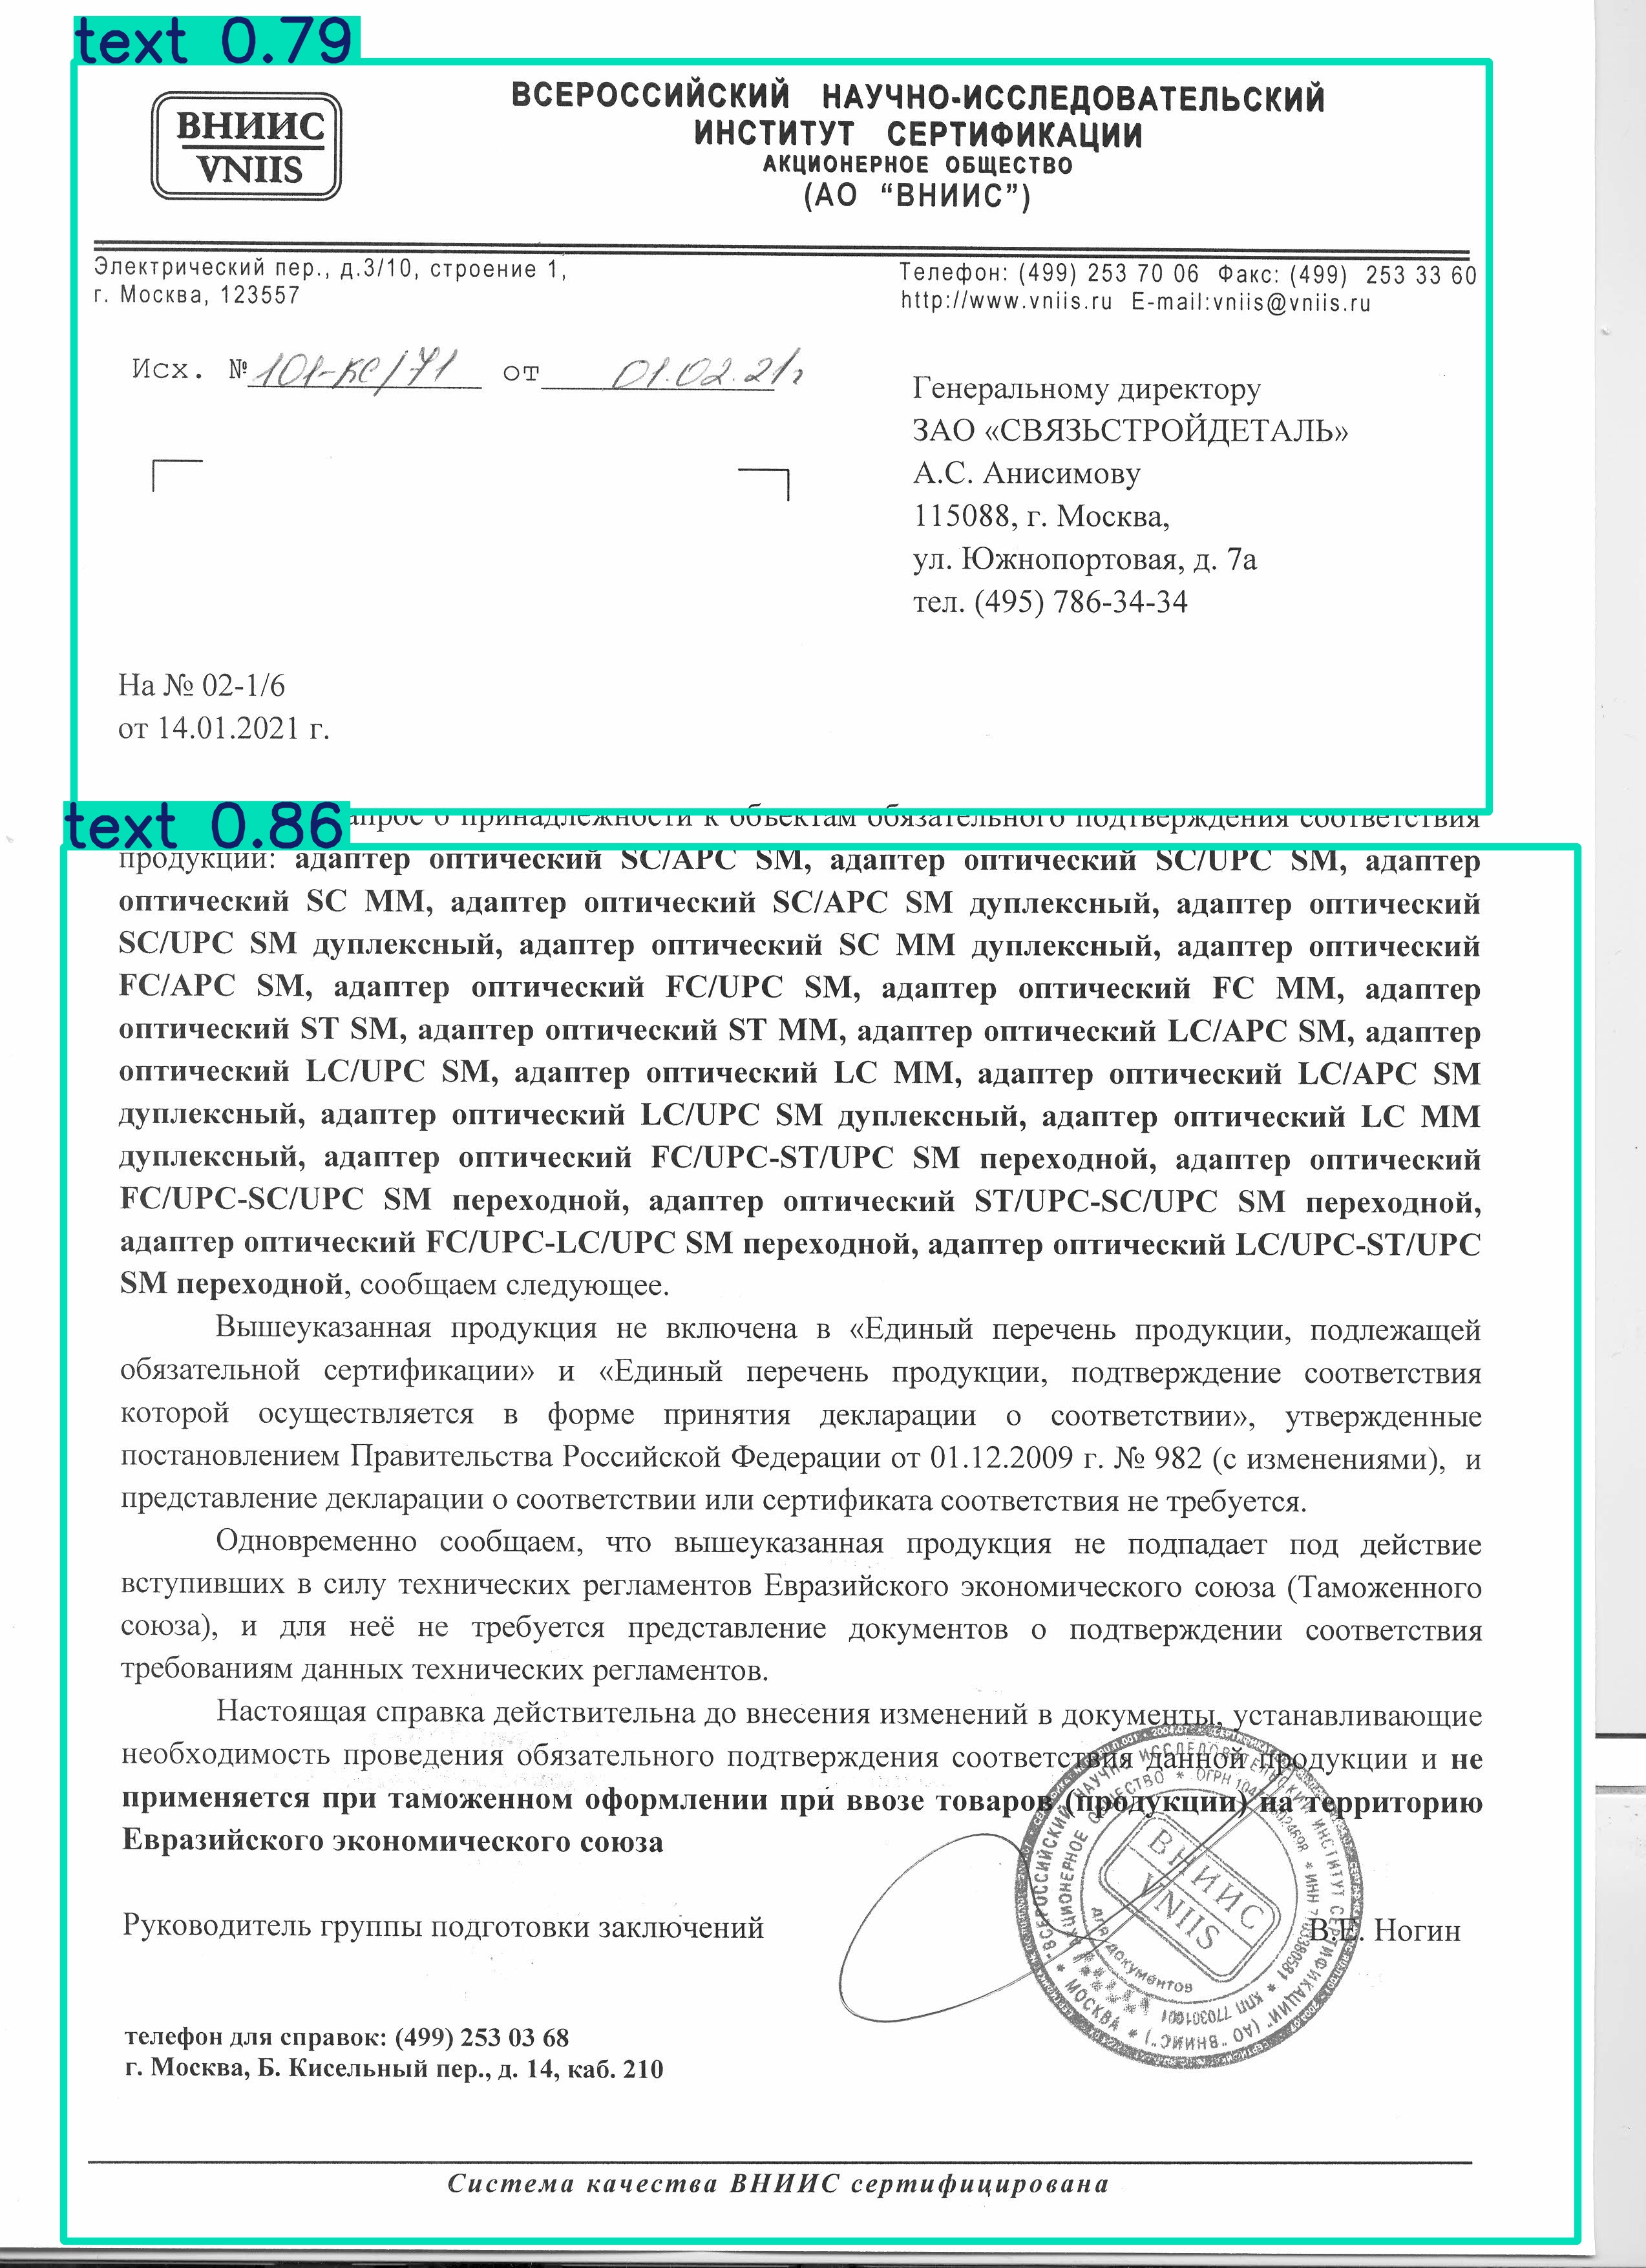 text 0.79
ВНИИС
VNIIS
ВСЕРОССИЙСКИЙ НАУЧНО-ИССЛЕДОВАТЕЛЬСКИЙ
ИНСТИТУТ СЕРТИФИКАЦИИ
АКЦИОНЕРНОЕ ОБЩЕСТВО
(АО “ВНИИС”)
Электрический пер., д.3/10, строение 1,
г. Москва, 123557
Телефон: (499) 253 70 06 Факс: (499) 253 33 60
http://www.vniis.ru E-mail:vniis@vniis.ru
Исх. № 101-КС/71 от 01.02.21г
Генеральному директору
ЗАО «СВЯЗЬСТРОЙДЕТАЛЬ»
А.С. Анисимову
115088, г. Москва,
ул. Южнопортовая, д. 7а
тел. (495) 786-34-34
На № 02-1/6
от 14.01.2021 г.
text 0.86
о принадлежности к объектам обязательного подтверждения соответствия
продукции: адаптер оптический SC/APC SM, адаптер оптический SC/UPC SM, адаптер
оптический SC MM, адаптер оптический SC/APC SM дуплексный, адаптер оптический
SC/UPC SM дуплексный, адаптер оптический SC MM дуплексный, адаптер оптический
FC/APC SM, адаптер оптический FC/UPC SM, адаптер оптический FC MM, адаптер
оптический ST SM, адаптер оптический ST MM, адаптер оптический LC/APC SM, адаптер
оптический LC/UPC SM, адаптер оптический LC MM, адаптер оптический LC/APC SM
дуплексный, адаптер оптический LC/UPC SM дуплексный, адаптер оптический LC MM
дуплексный, адаптер оптический FC/UPC-ST/UPC SM переходной, адаптер оптический
FC/UPC-SC/UPC SM переходной, адаптер оптический ST/UPC-SC/UPC SM переходной,
адаптер оптический FC/UPC-LC/UPC SM переходной, адаптер оптический LC/UPC-ST/UPC
SM переходной, сообщаем следующее.
Вышеуказанная продукция не включена в «Единый перечень продукции, подлежащей
обязательной сертификации» и «Единый перечень продукции, подтверждение соответствия
которой осуществляется в форме принятия декларации о соответствии», утвержденные
постановлением Правительства Российской Федерации от 01.12.2009 г. № 982 (с изменениями), и
представление декларации о соответствии или сертификата соответствия не требуется.
Одновременно сообщаем, что вышеуказанная продукция не подпадает под действие
вступивших в силу технических регламентов Евразийского экономического союза (Таможенного
союза), и для неё не требуется представление документов о подтверждении соответствия
требованиям данных технических регламентов.
Настоящая справка действительна до внесения изменений в документы, устанавливающие
необходимость проведения обязательного подтверждения соответствия данной продукции и не
применяется при таможенном оформлении при ввозе товаров (продукции) на территорию
Евразийского экономического союза
Руководитель группы подготовки заключений
В.Е. Ногин
ВСЕРОССИЙСКИЙ НАУЧНО ИССЛЕДОВАТЕЛЬСКИЙ ИНСТИТУТ СЕРТИФИКАЦИИ" (АО "ВНИИС") * МОСКВА *
АКЦИОНЕРНОЕ ОБЩЕСТВО * ОГРН * ИНН * КПП 770301001
ВНИИС
VNIIS
для документов
телефон для справок: (499) 253 03 68
г. Москва, Б. Кисельный пер., д. 14, каб. 210
Система качества ВНИИС сертифицирована